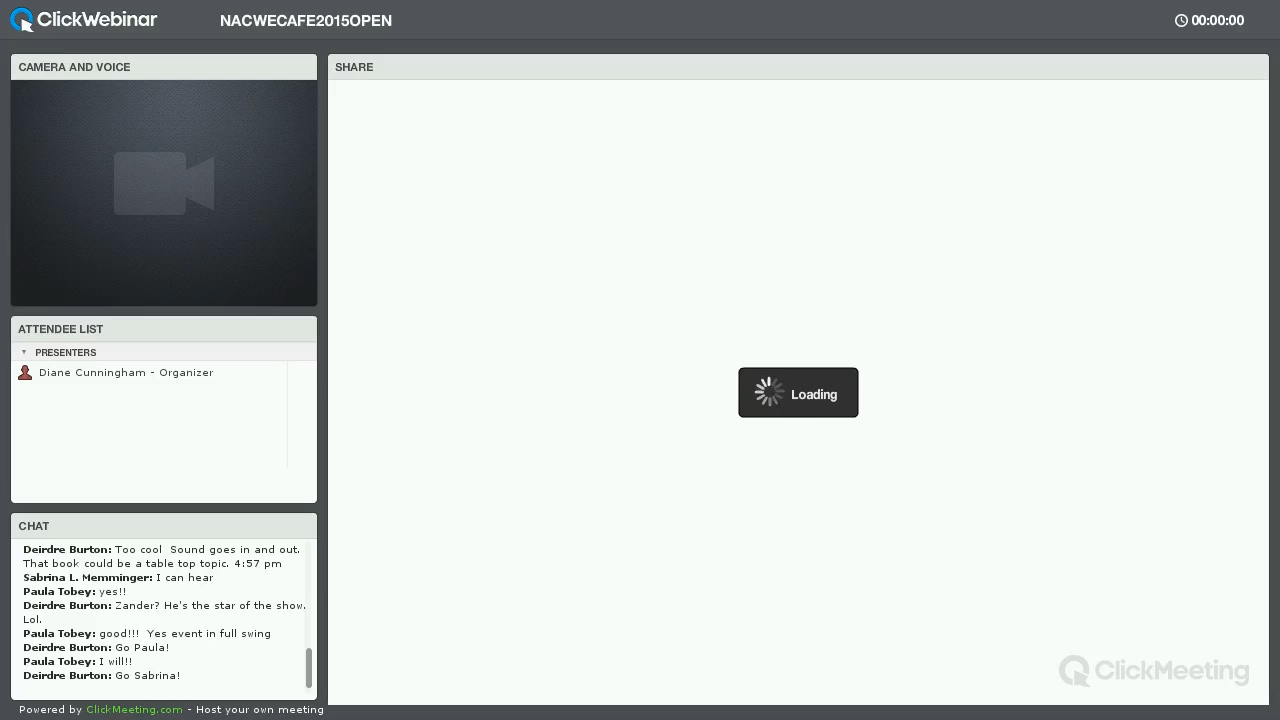 ClickWebinar
NACWECAFE2015OPEN
00:00:00
CAMERA AND VOICE
SHARE
ATTENDEE LIST
PRESENTERS
Diane Cunningham - Organizer
Loading
CHAT
Deirdre Burton: Too cool  Sound goes in and out.
That book could be a table top topic. 4:57 pm
Sabrina L. Memminger: I can hear
Paula Tobey: yes!!
Deirdre Burton: Zander? He's the star of the show.
Lol.
Paula Tobey: good!!!  Yes event in full swing
Deirdre Burton: Go Paula!
Paula Tobey: I will!!
Deirdre Burton: Go Sabrina!
ClickMeeting
Powered by ClickMeeting.com - Host your own meeting